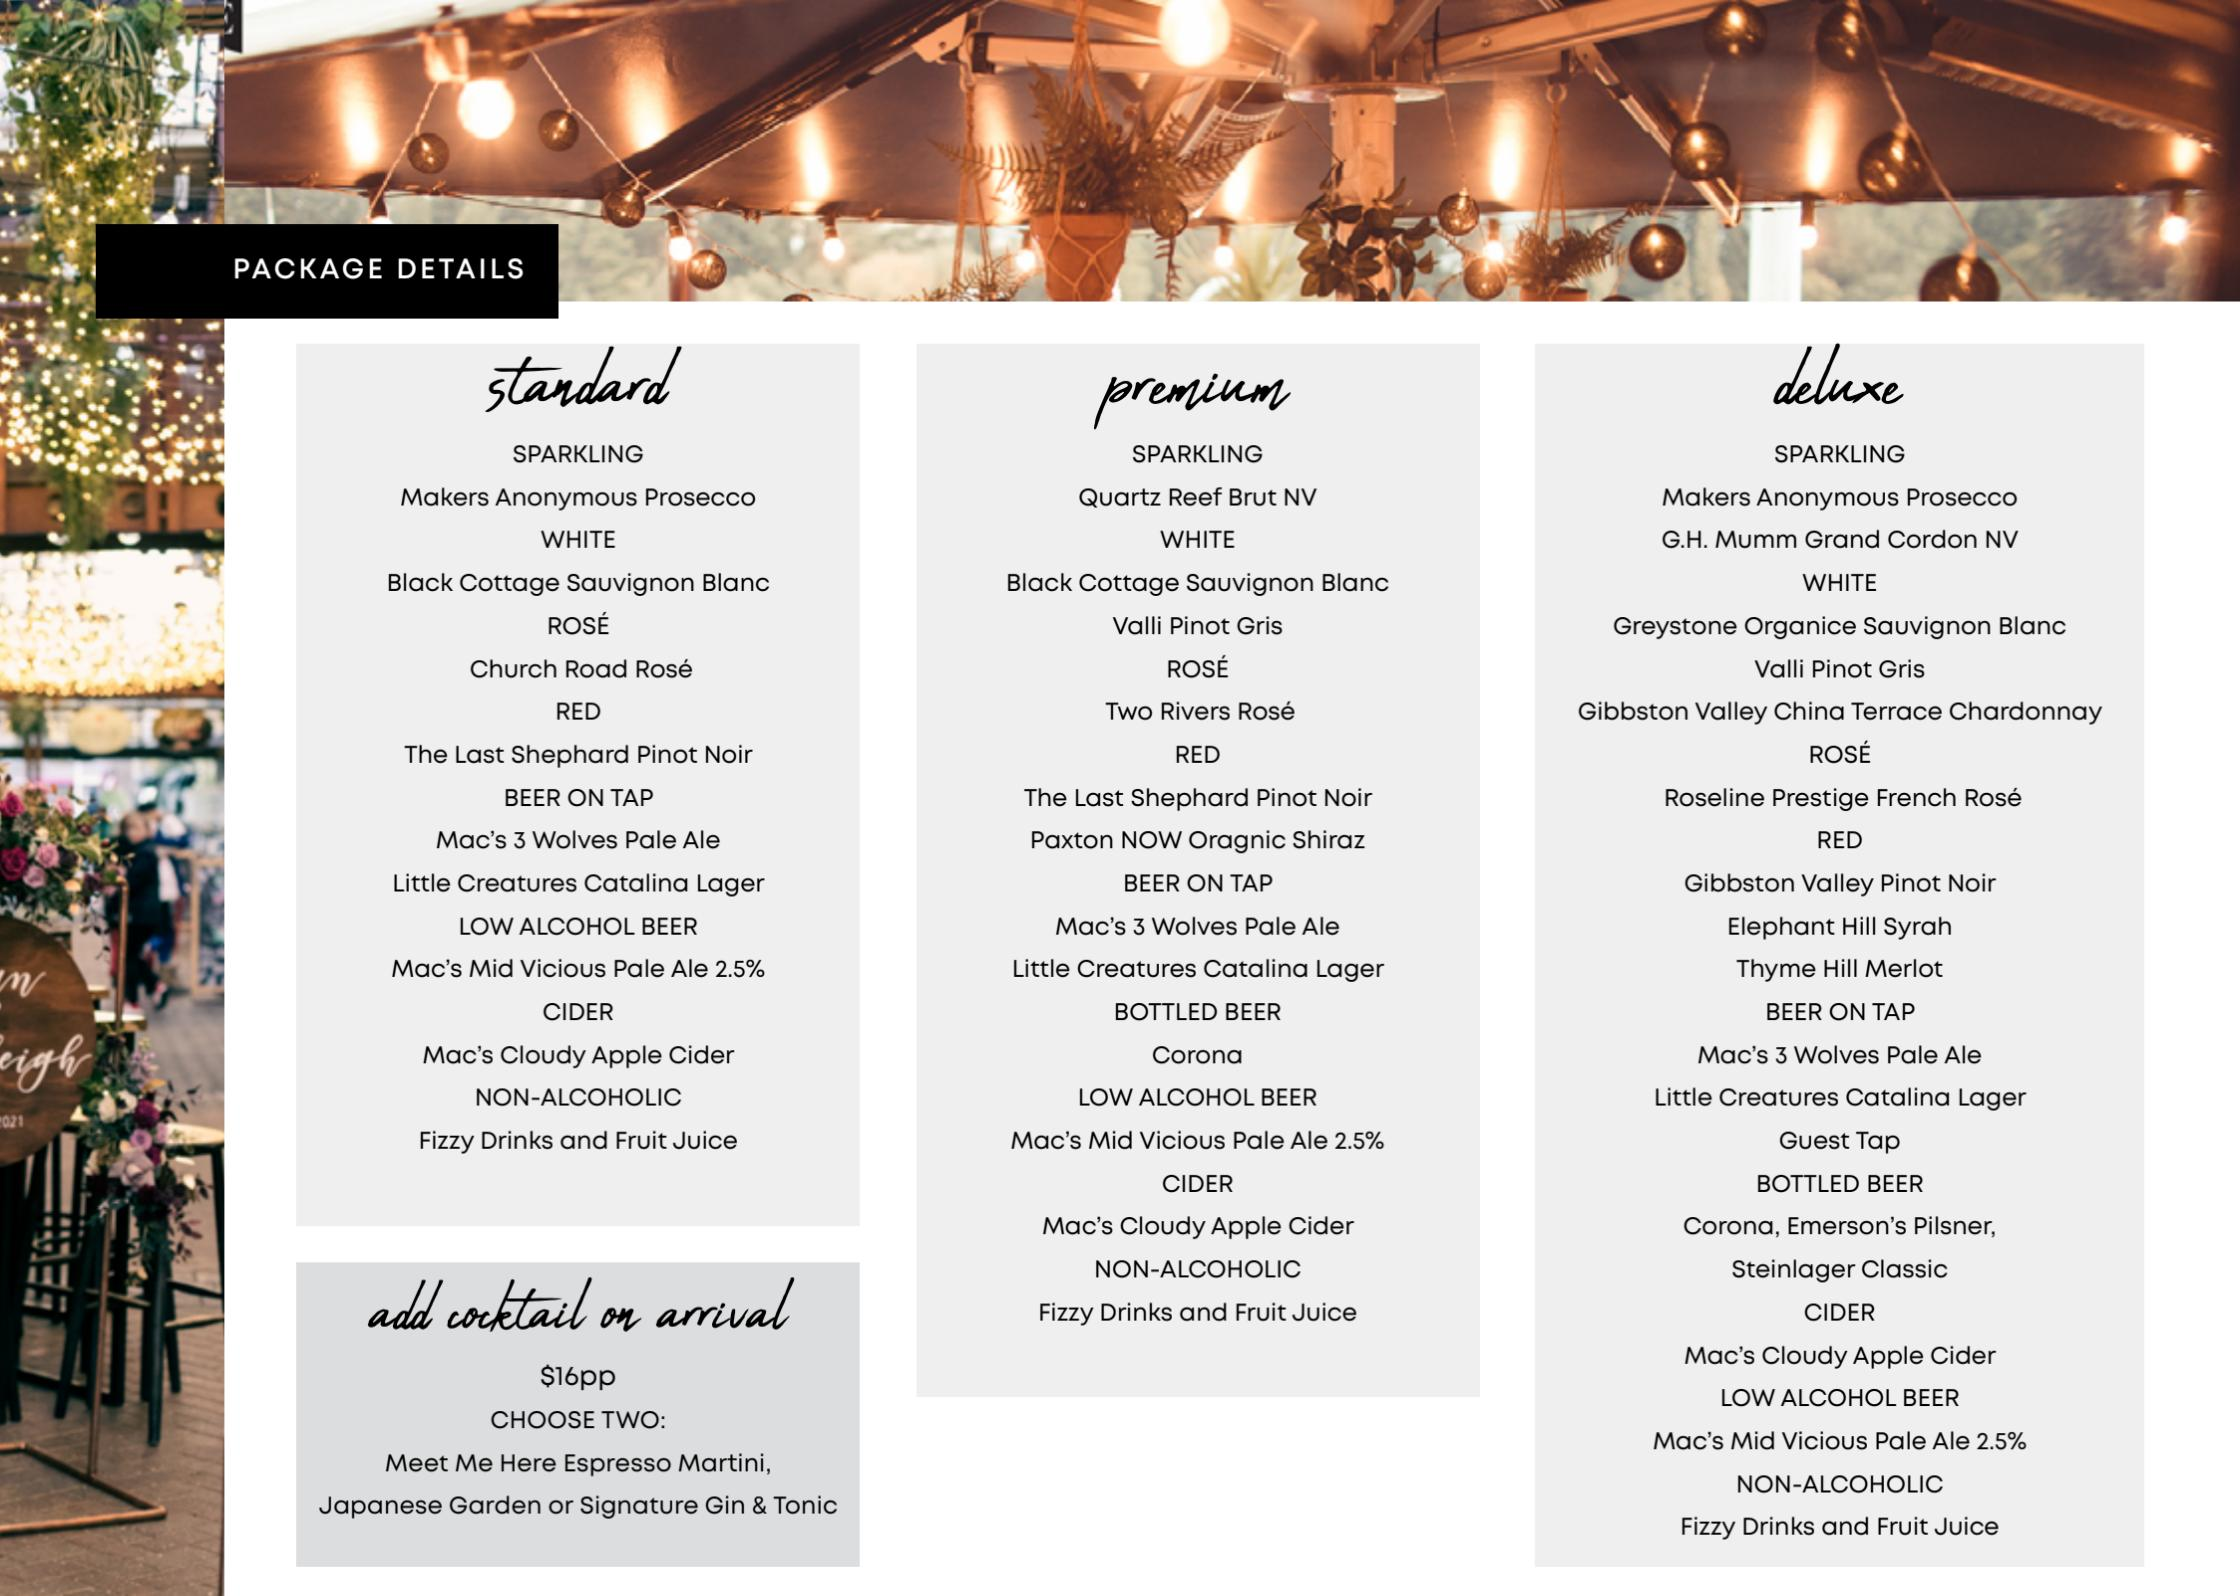 PACKAGE DETAILS
standard
SPARKLING
Makers Anonymous Prosecco
WHITE
Black Cottage Sauvignon Blanc
ROSÉ
Church Road Rosé
RED
The Last Shephard Pinot Noir
BEER ON TAP
Mac’s 3 Wolves Pale Ale
Little Creatures Catalina Lager
LOW ALCOHOL BEER
Mac’s Mid Vicious Pale Ale 2.5%
CIDER
Mac’s Cloudy Apple Cider
NON-ALCOHOLIC
Fizzy Drinks and Fruit Juice
add cocktail on arrival
$16pp
CHOOSE TWO:
Meet Me Here Espresso Martini,
Japanese Garden or Signature Gin & Tonic
premium
SPARKLING
Quartz Reef Brut NV
WHITE
Black Cottage Sauvignon Blanc
Valli Pinot Gris
ROSÉ
Two Rivers Rosé
RED
The Last Shephard Pinot Noir
Paxton NOW Oragnic Shiraz
BEER ON TAP
Mac’s 3 Wolves Pale Ale
Little Creatures Catalina Lager
BOTTLED BEER
Corona
LOW ALCOHOL BEER
Mac’s Mid Vicious Pale Ale 2.5%
CIDER
Mac’s Cloudy Apple Cider
NON-ALCOHOLIC
Fizzy Drinks and Fruit Juice
deluxe
SPARKLING
Makers Anonymous Prosecco
G.H. Mumm Grand Cordon NV
WHITE
Greystone Organice Sauvignon Blanc
Valli Pinot Gris
Gibbston Valley China Terrace Chardonnay
ROSÉ
Roseline Prestige French Rosé
RED
Gibbston Valley Pinot Noir
Elephant Hill Syrah
Thyme Hill Merlot
BEER ON TAP
Mac’s 3 Wolves Pale Ale
Little Creatures Catalina Lager
Guest Tap
BOTTLED BEER
Corona, Emerson’s Pilsner,
Steinlager Classic
CIDER
Mac’s Cloudy Apple Cider
LOW ALCOHOL BEER
Mac’s Mid Vicious Pale Ale 2.5%
NON-ALCOHOLIC
Fizzy Drinks and Fruit Juice
2021